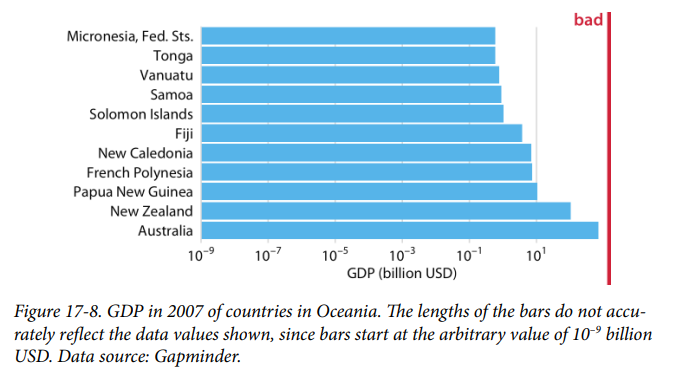 bad
Micronesia, Fed. Sts.
Tonga
Vanuatu
Samoa
Solomon Islands
Fiji
New Caledonia
French Polynesia
Papua New Guinea
New Zealand
Australia
10⁻⁹ 10⁻⁷ 10⁻⁵ 10⁻³ 10⁻¹ 10¹
GDP (billion USD)
Figure 17-8. GDP in 2007 of countries in Oceania. The lengths of the bars do not accu-
rately reflect the data values shown, since bars start at the arbitrary value of 10⁻⁹ billion
USD. Data source: Gapminder.